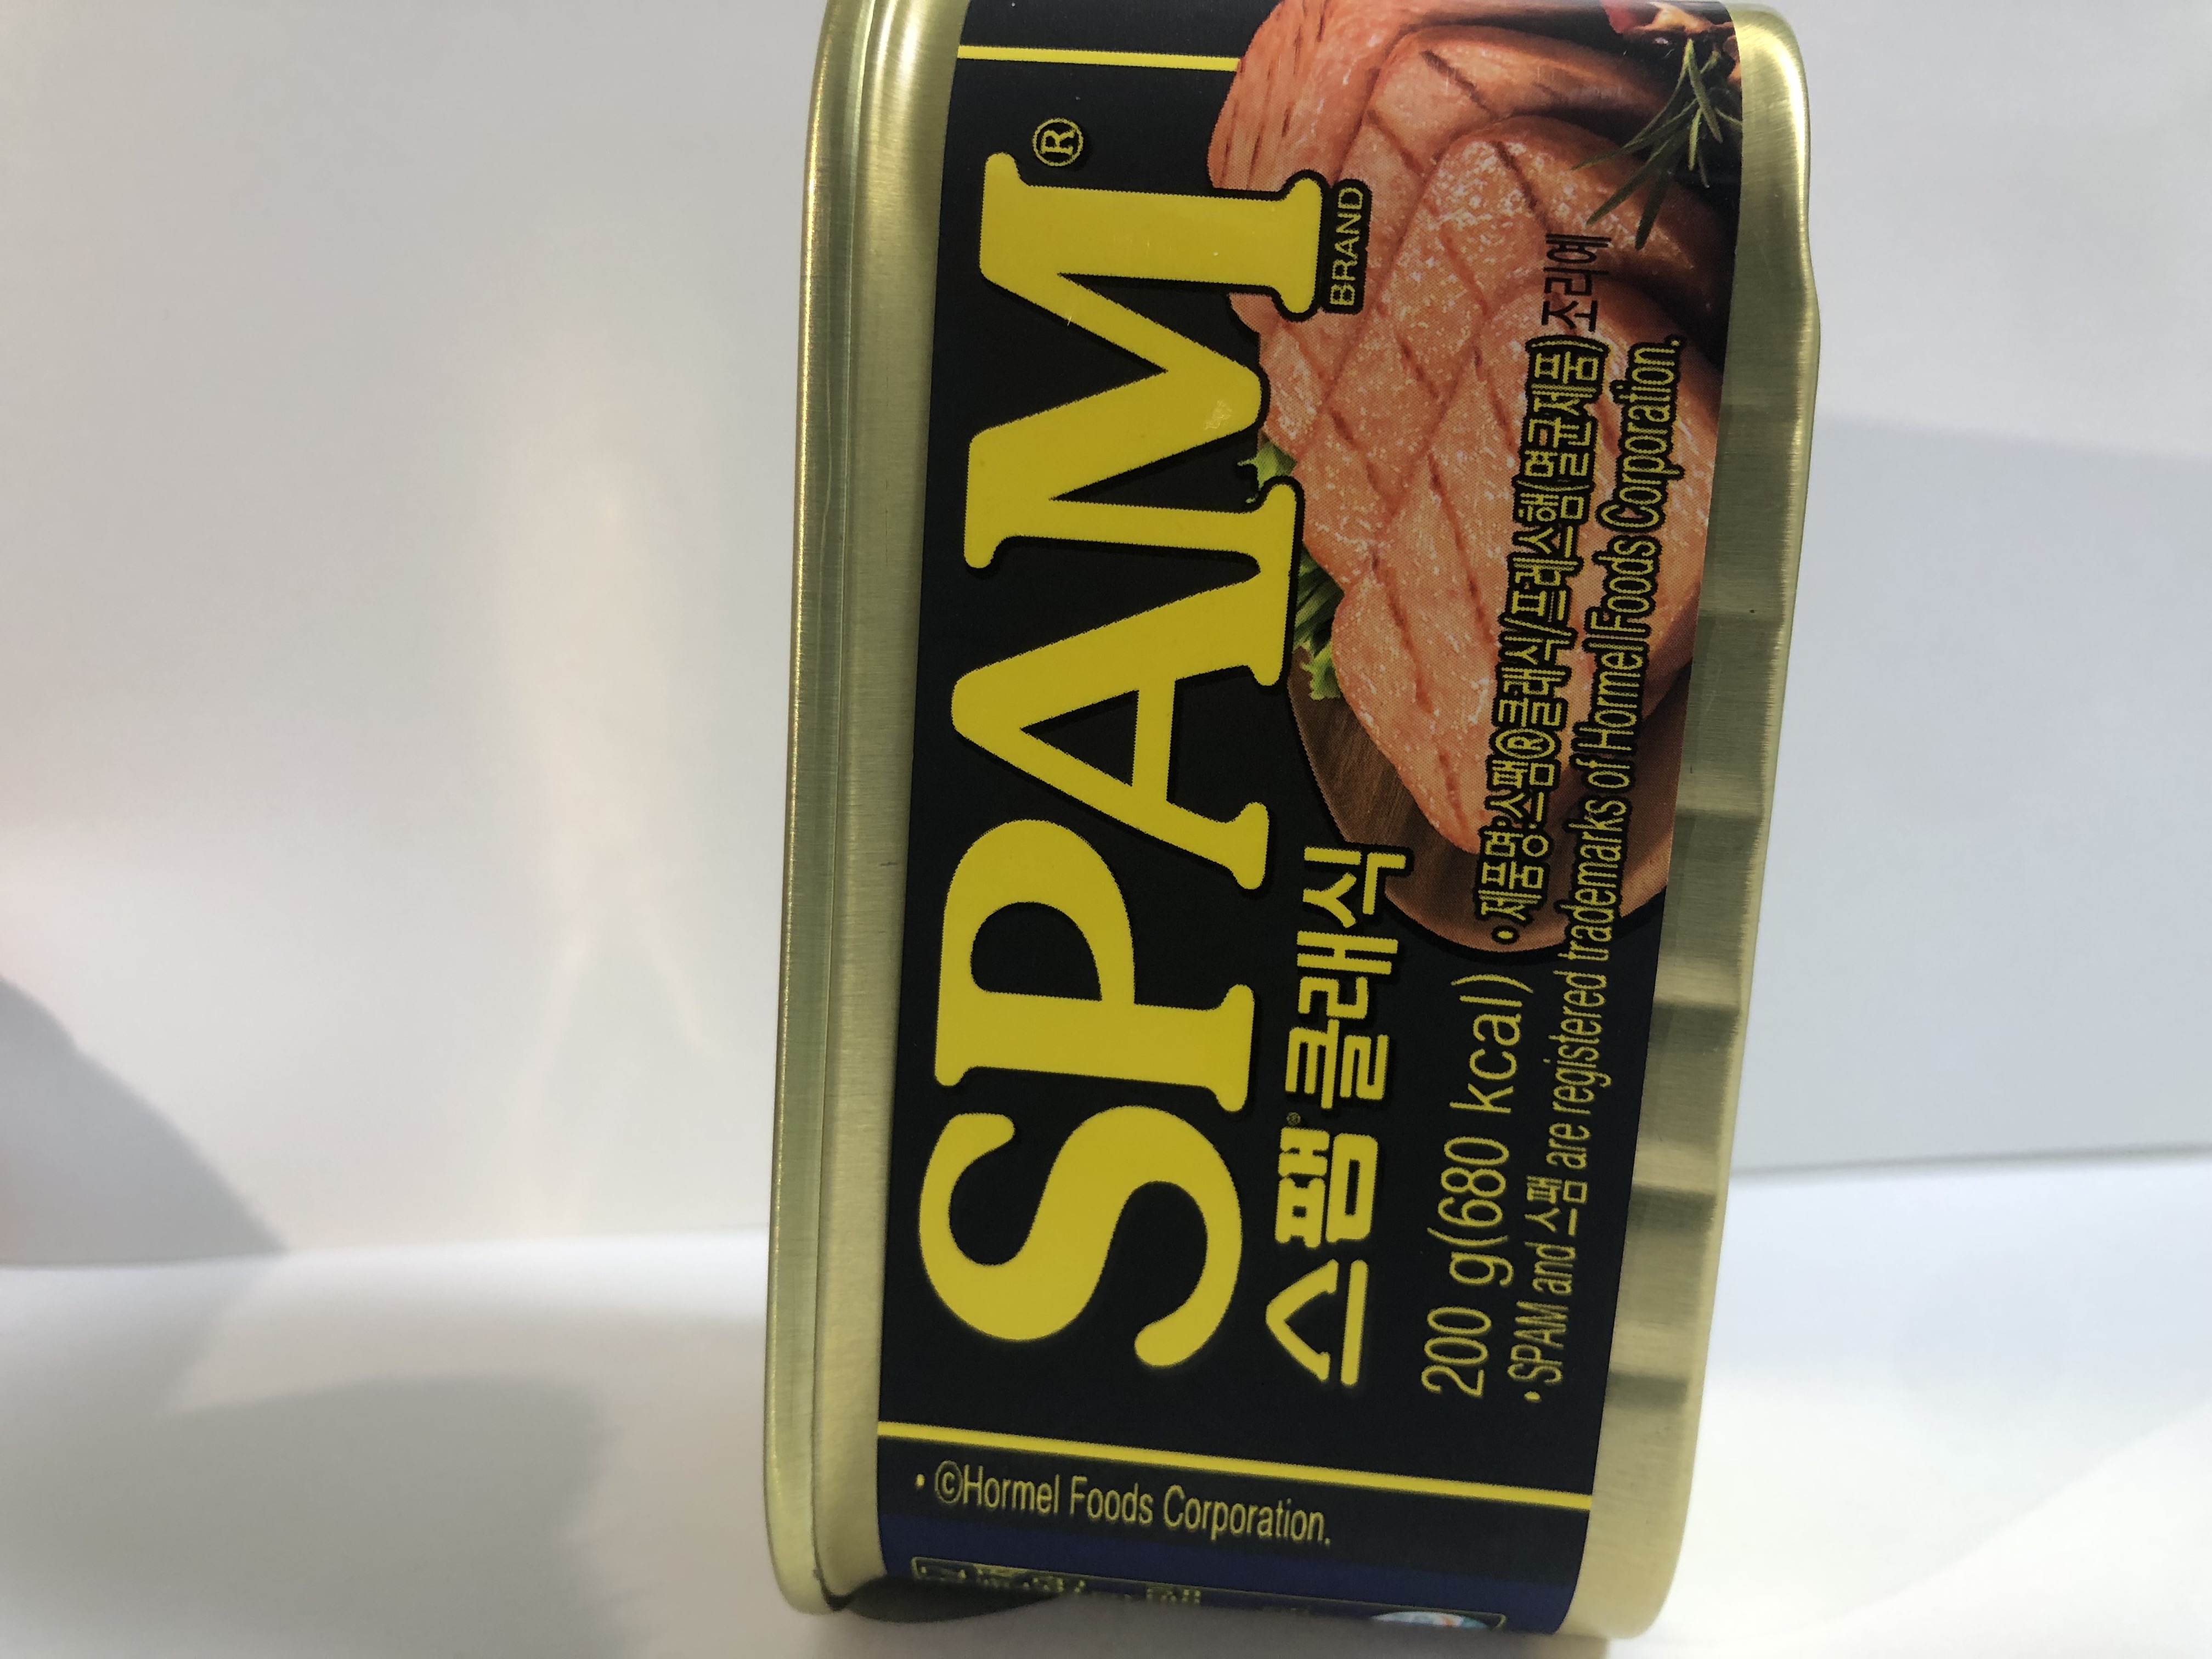 SPAM®
BRAND
스팸® 클래식
200 g(680 kcal)
• 제품명:스팸®클래식/프레스햄(멸균제품) 조리예
•SPAM and 스팸 are registered trademarks of Hormel Foods Corporation.
• ©Hormel Foods Corporation.